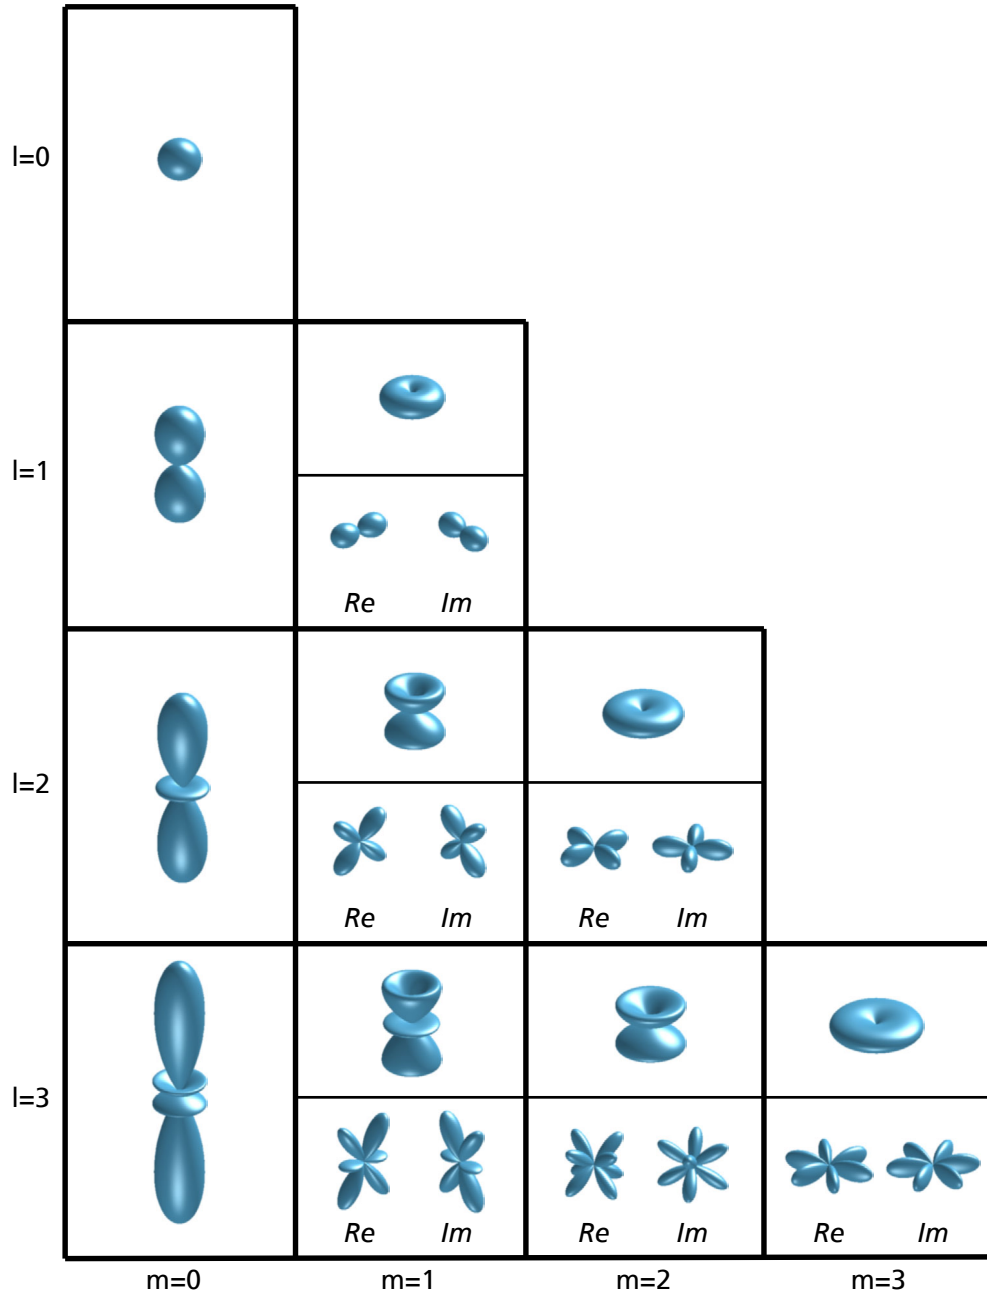 l=0
l=1
Re Im
l=2
Re Im Re Im
l=3
Re Im Re Im Re Im
m=0 m=1 m=2 m=3